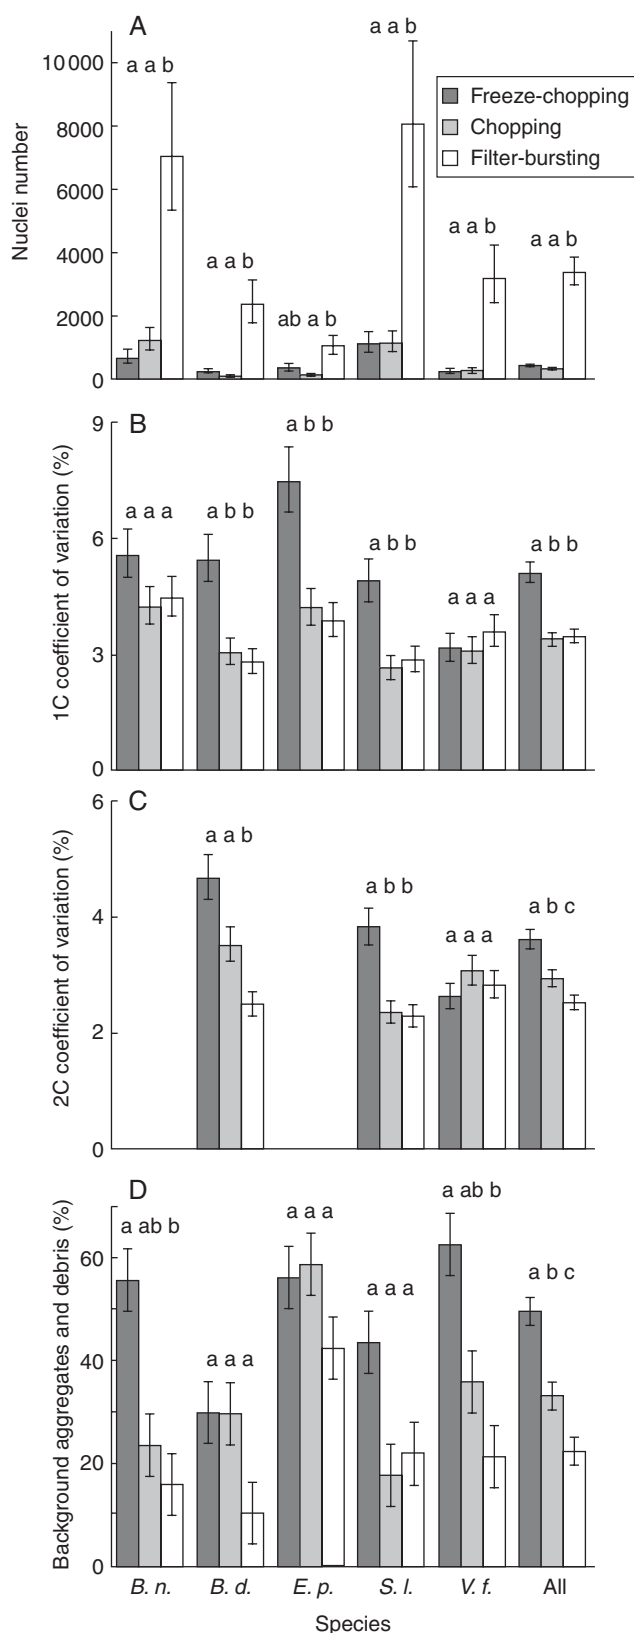 A
Nuclei number
10 000
8000
6000
4000
2000
0
a a b
a a b
ab a b
a a b
a a b
a a b
Freeze-chopping
Chopping
Filter-bursting
B
1C coefficient of variation (%)
9
6
3
0
a a a
a b b
a b b
a b b
a a a
a b b
C
2C coefficient of variation (%)
6
4
2
0
a a b
a b b
a a a
a b c
D
Background aggregates and debris (%)
60
40
20
0
a ab b
a a a
a a a
a a a
a ab b
a b c
B. n.
B. d.
E. p.
S. l.
V. f.
All
Species